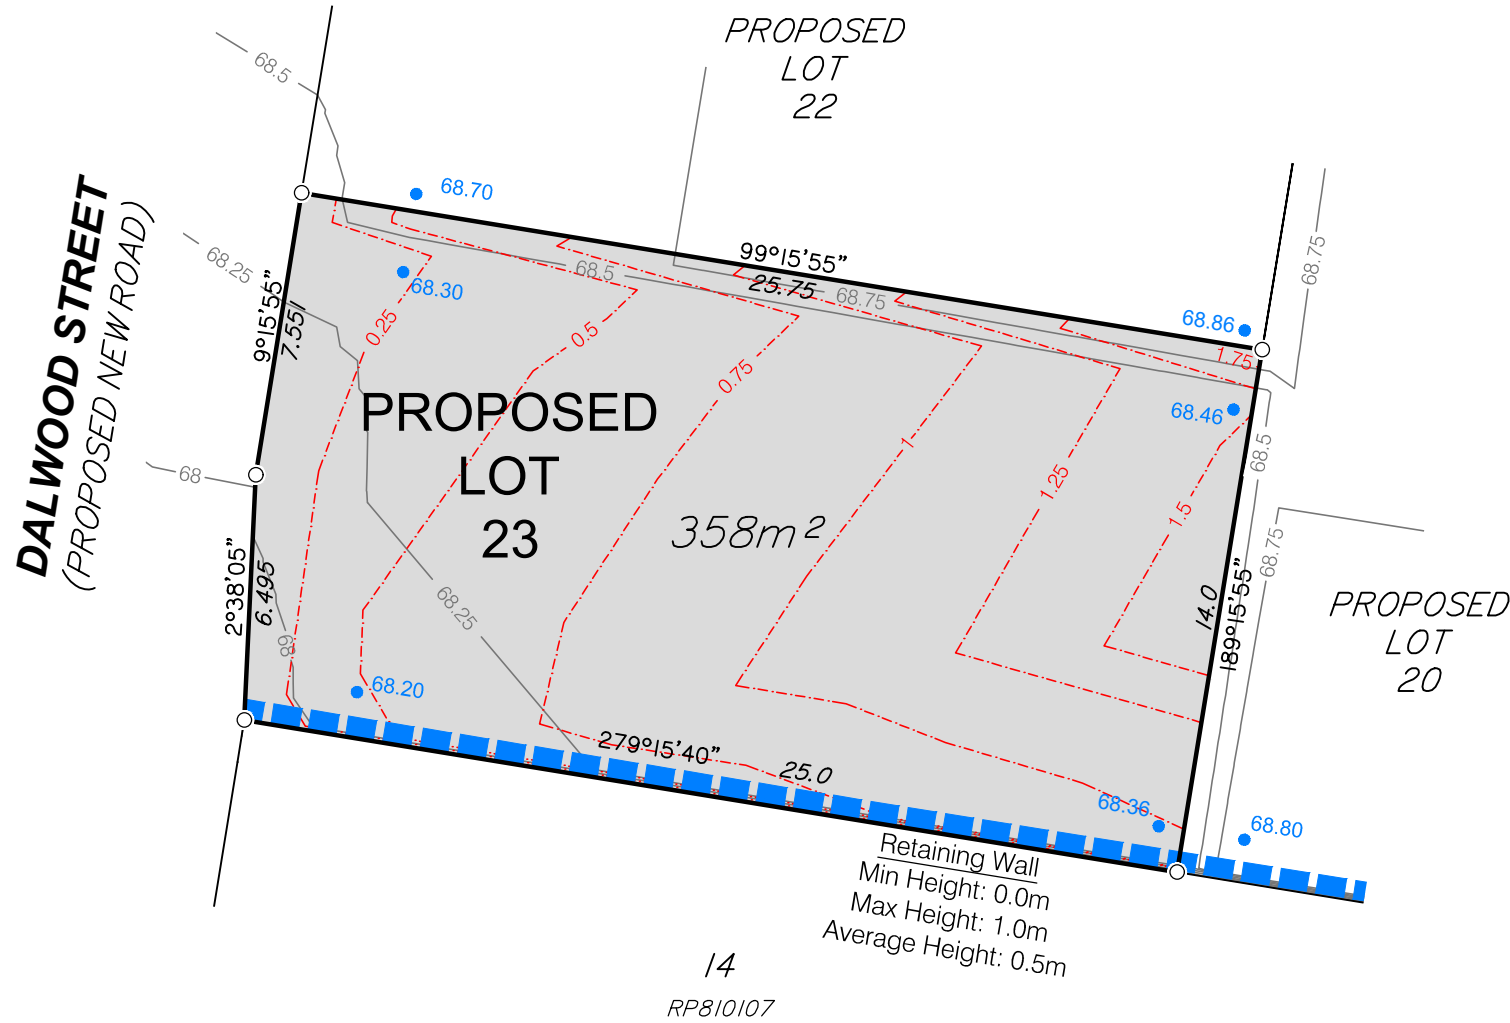 PROPOSED
LOT
22
68.5
68.70
68.75
68.25
99°15'55"
25.75
68.5
68.75
68.30
68.86
1.75
DALWOOD STREET
(PROPOSED NEW ROAD)
9°15'55"
7.551
0.25
0.5
0.75
1
1.25
1.5
68.46
68.5
PROPOSED
LOT
23
358m²
68
68.75
2°38'05"
6.495
68
68.25
14.0
189°15'55"
PROPOSED
LOT
20
68.20
279°15'40"
25.0
68.36
68.80
Retaining Wall
Min Height: 0.0m
Max Height: 1.0m
Average Height: 0.5m
14
RP810107